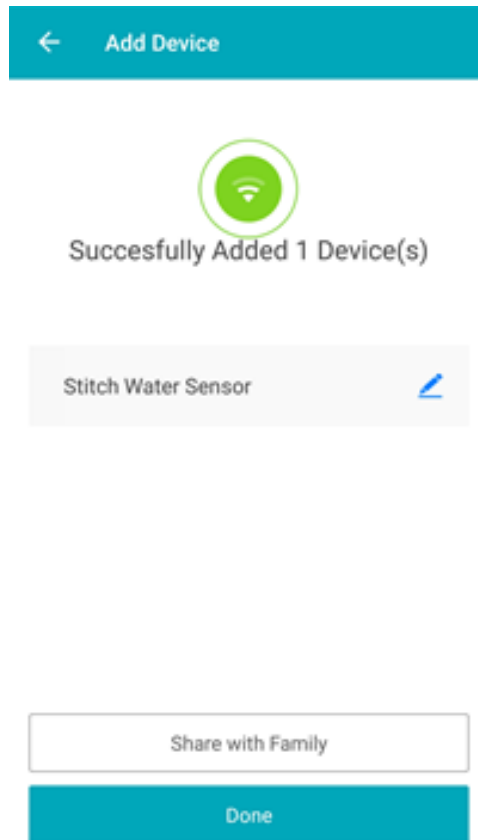 Add Device
Succesfully Added 1 Device(s)
Stitch Water Sensor
Share with Family
Done